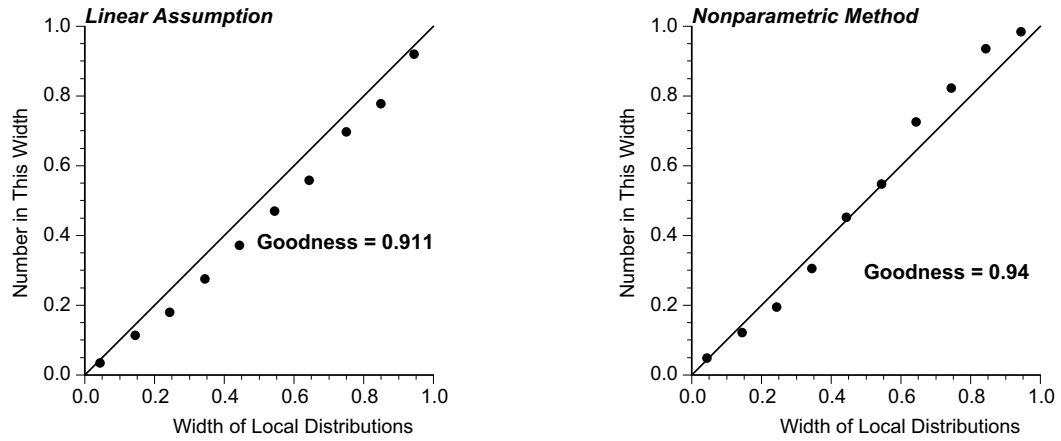 Linear Assumption
1.0
0.8
0.6
0.4
0.2
0.0
Number in This Width
Goodness = 0.911
0.0 0.2 0.4 0.6 0.8 1.0
Width of Local Distributions
Nonparametric Method
1.0
0.8
0.6
0.4
0.2
0.0
Number in This Width
Goodness = 0.94
0.0 0.2 0.4 0.6 0.8 1.0
Width of Local Distributions